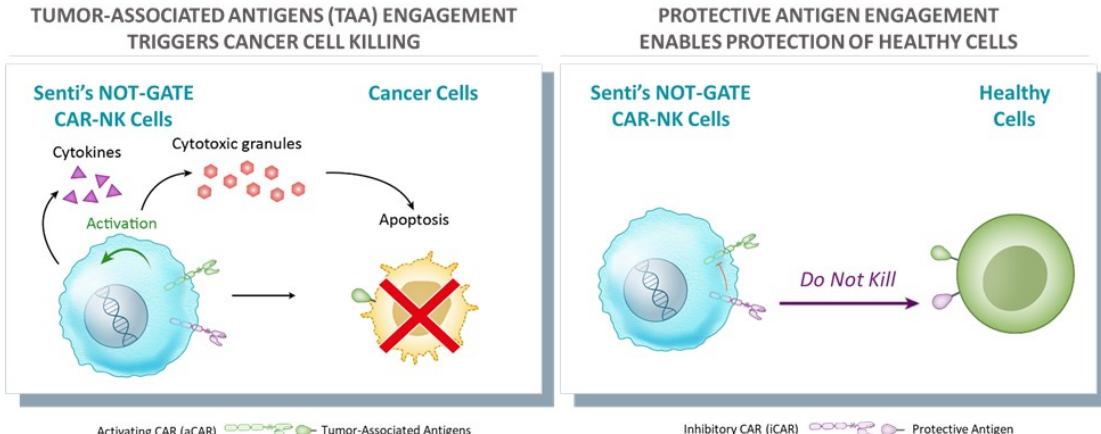 TUMOR-ASSOCIATED ANTIGENS (TAA) ENGAGEMENT
TRIGGERS CANCER CELL KILLING
Senti's NOT-GATE
CAR-NK Cells
Cancer Cells
Cytokines
Cytotoxic granules
Activation
Apoptosis
Activating CAR (aCAR)
Tumor-Associated Antigens
PROTECTIVE ANTIGEN ENGAGEMENT
ENABLES PROTECTION OF HEALTHY CELLS
Senti's NOT-GATE
CAR-NK Cells
Healthy
Cells
Do Not Kill
Inhibitory CAR (iCAR)
Protective Antigen